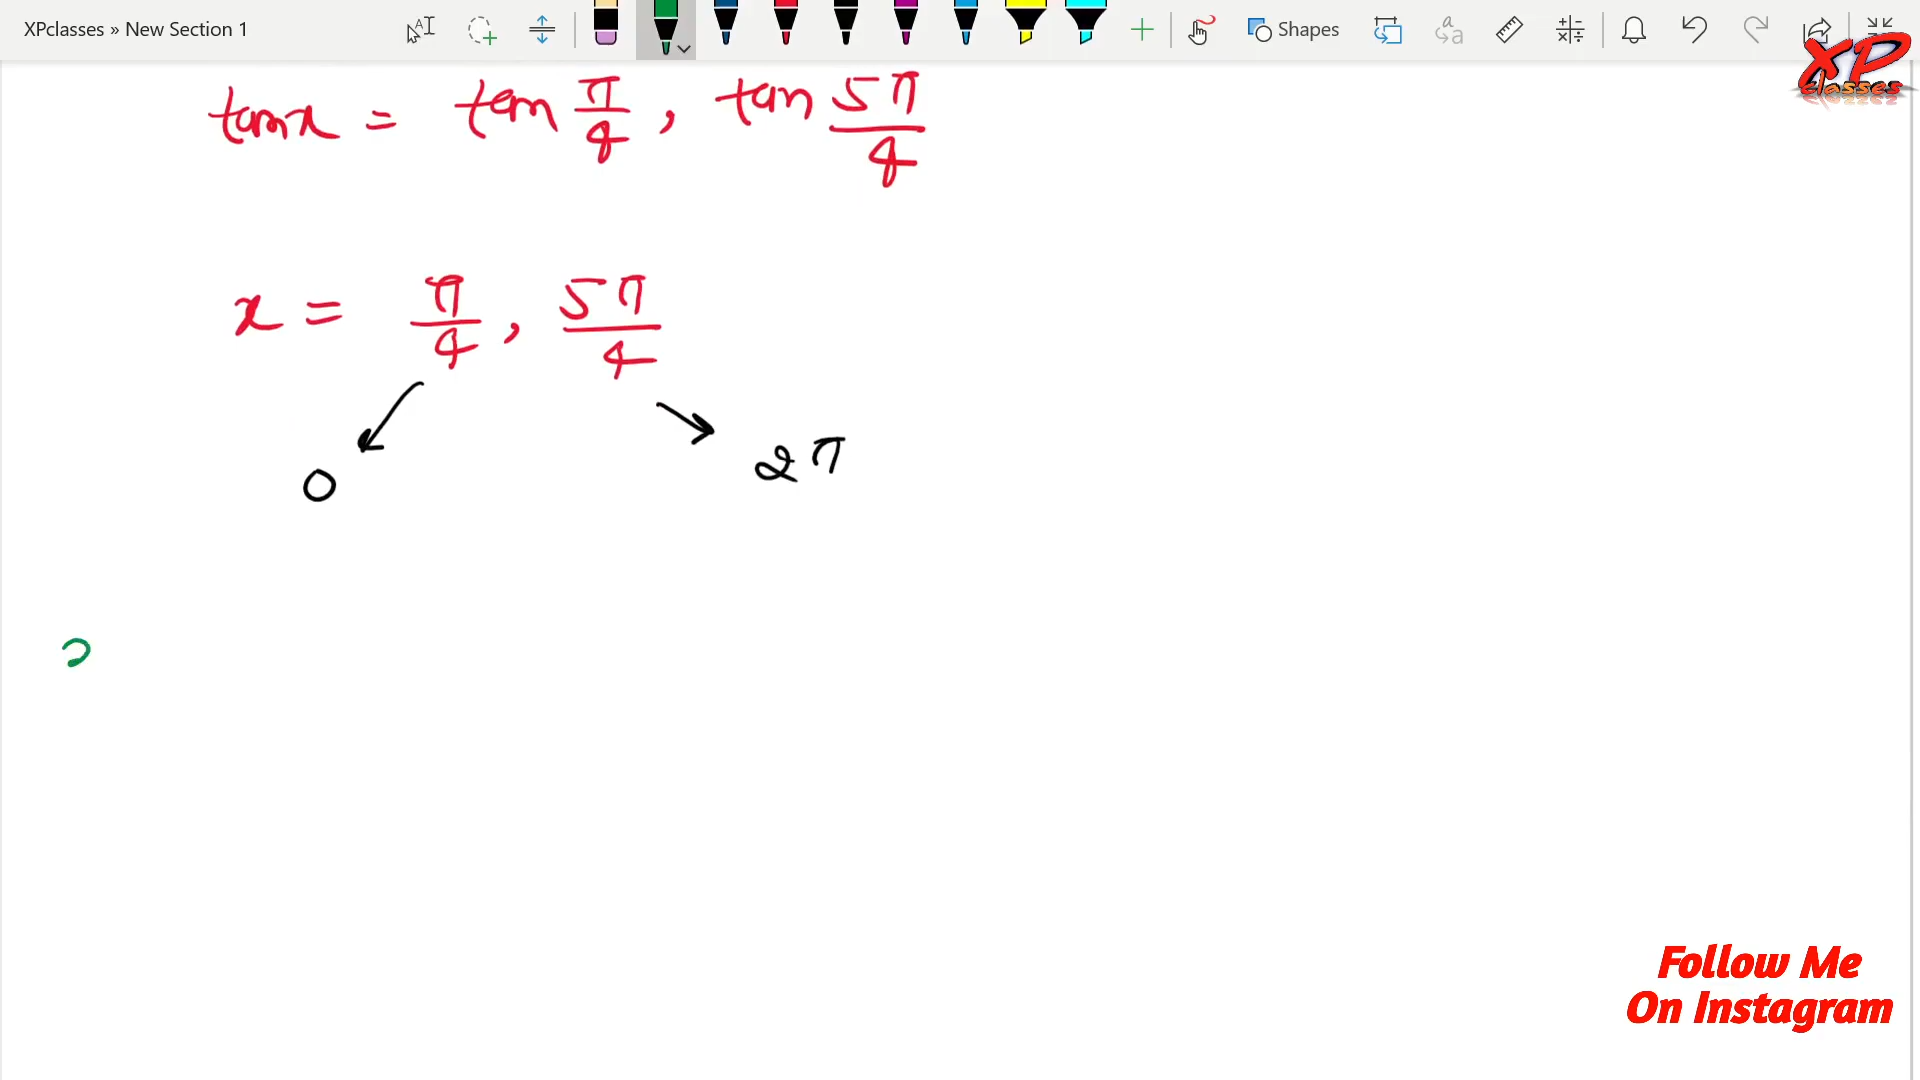 XPclasses » New Section 1
Shapes
XP
classes
tan x = tan π/4 , tan 5π/4
x = π/4 , 5π/4
0
2π
Follow Me
On Instagram